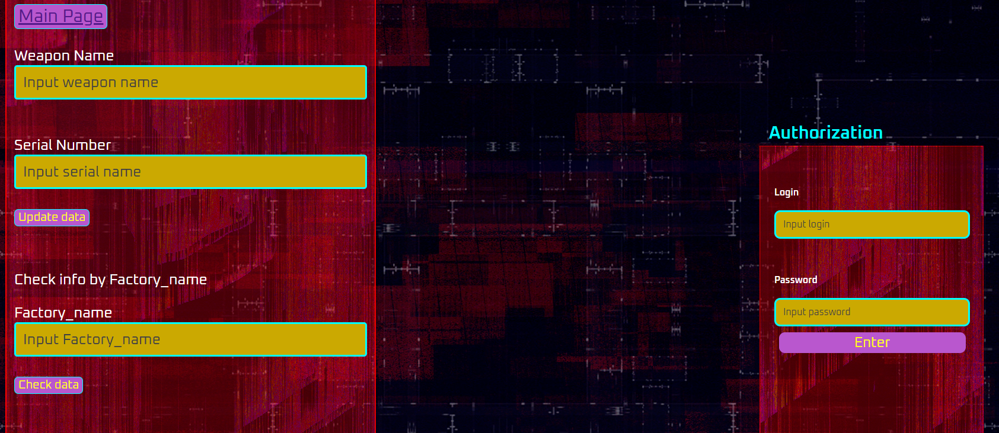 Main Page
Weapon Name
Input weapon name
Serial Number
Input serial name
Update data
Check info by Factory_name
Factory_name
Input Factory_name
Check data
Authorization
Login
Input login
Password
Input password
Enter